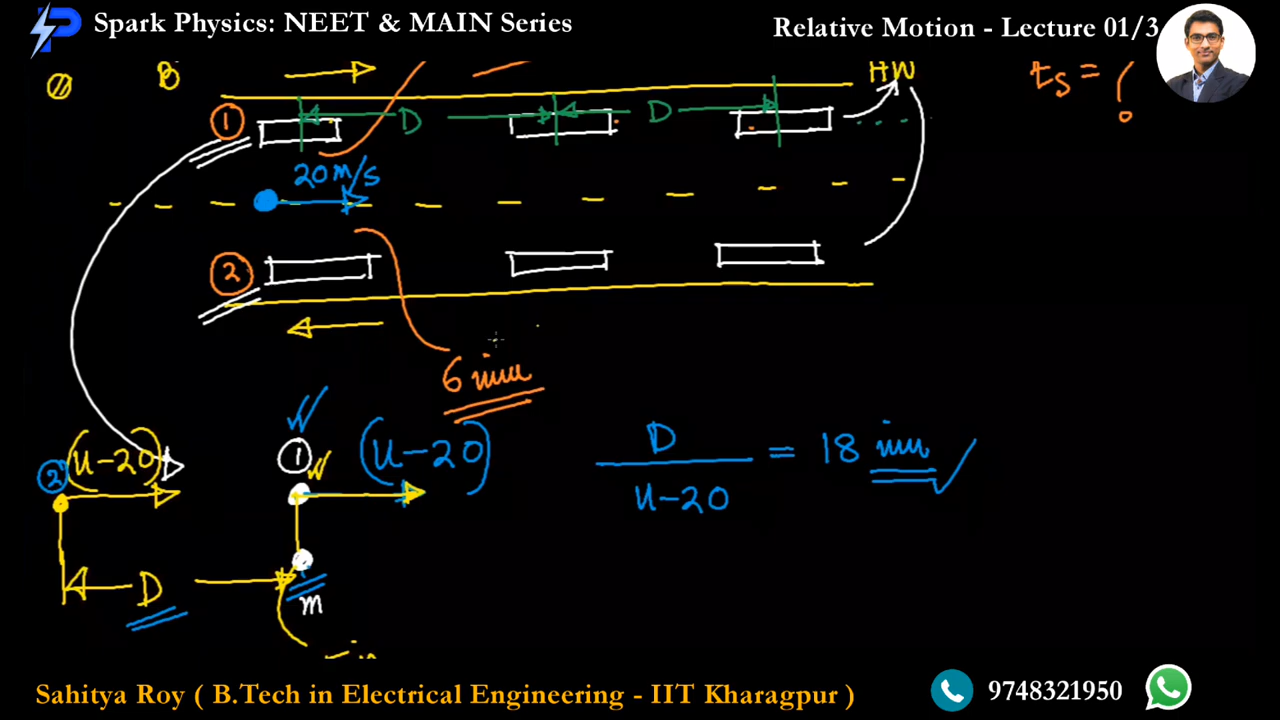 Spark Physics: NEET & MAIN Series
Relative Motion - Lecture 01/3
B
HW
ts = ?
1
D
D
20 m/s
2
6 min
(u-20)
1
(u-20)
D
/
u-20
= 18 min
2
D
m
Sahitya Roy ( B.Tech in Electrical Engineering - IIT Kharagpur )
9748321950